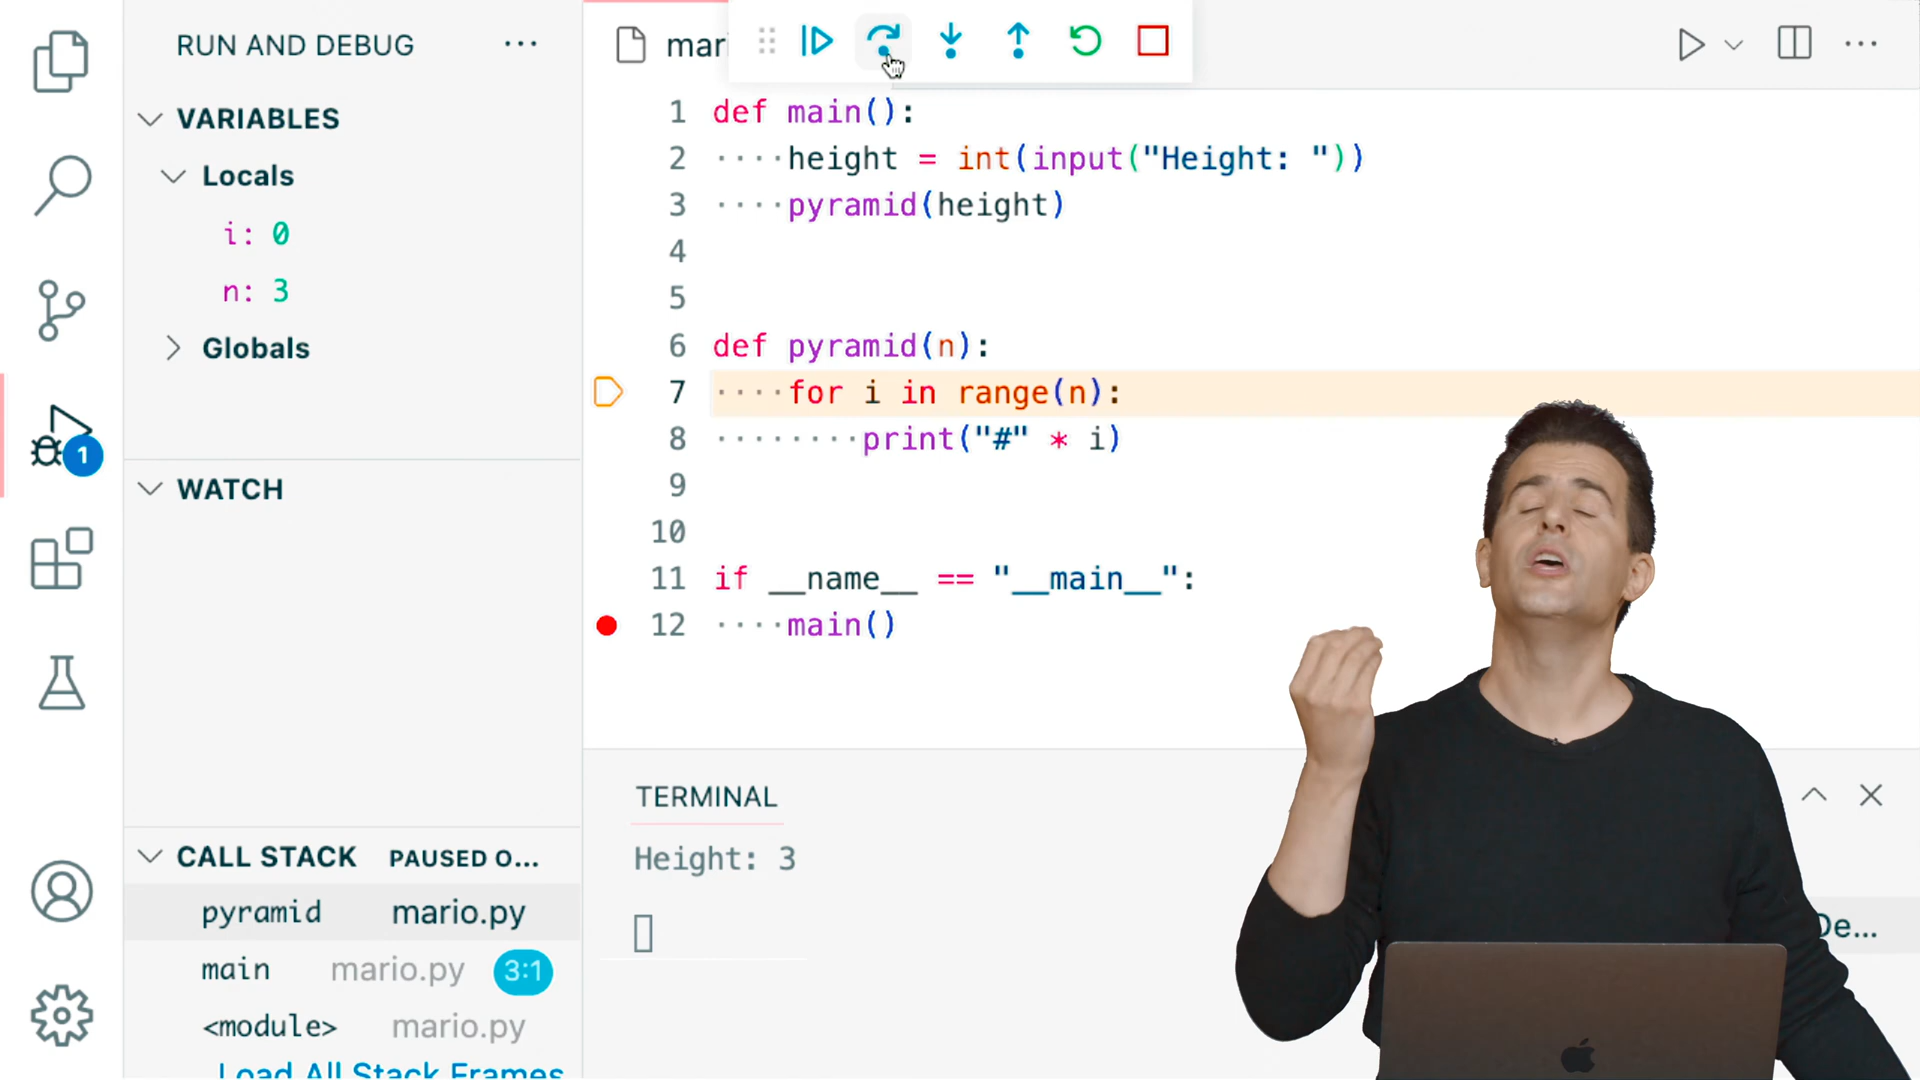 RUN AND DEBUG
VARIABLES
Locals
i: 0
n: 3
Globals
WATCH
CALL STACK PAUSED O...
pyramid mario.py
main mario.py 3:1
<module> mario.py
Load All Stack Frames
1
mar
1 def main():
2 ····height = int(input("Height: "))
3 ····pyramid(height)
4
5
6 def pyramid(n):
7 ····for i in range(n):
8 ········print("#" * i)
9
10
11 if __name__ == "__main__":
12 ····main()
TERMINAL
Height: 3
De...